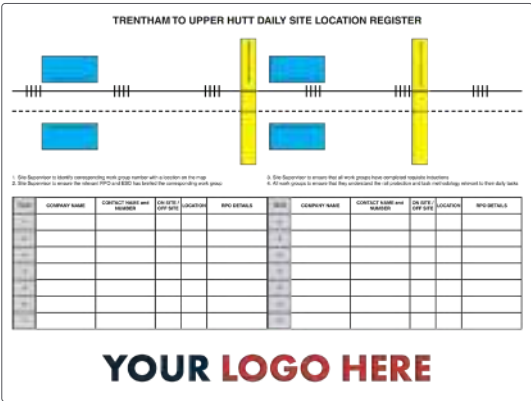 TRENTHAM TO UPPER HUTT DAILY SITE LOCATION REGISTER
1. Site Supervisor to identify corresponding work group number with a location on the map
2. Site Supervisor to ensure the relevant RPO and ESO has briefed the corresponding work group
3. Site Supervisor to ensure that all work groups have completed requisite inductions
4. All work groups to ensure that they understand the rail protection and task methodology relevant to their daily tasks
COMPANY NAME CONTACT NAME and NUMBER ON SITE / OFF SITE LOCATION RPO DETAILS
COMPANY NAME CONTACT NAME and NUMBER ON SITE / OFF SITE LOCATION RPO DETAILS
YOUR LOGO HERE